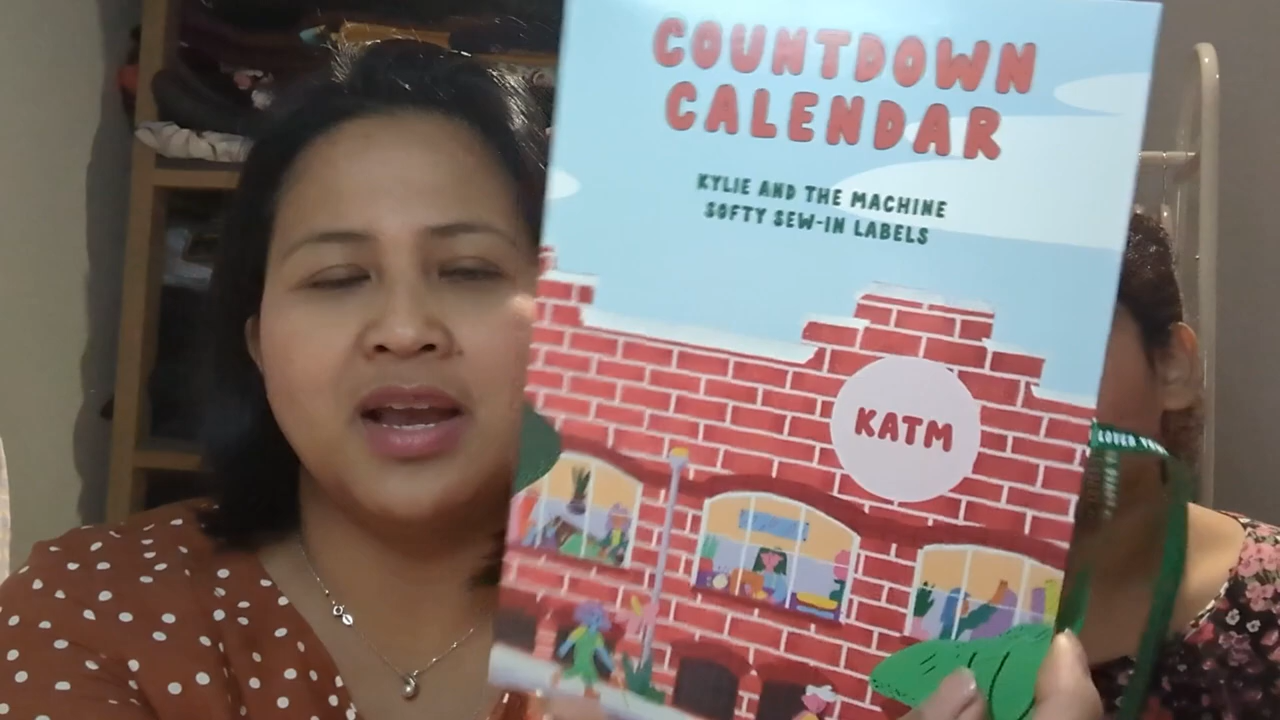 COUNTDOWN
CALENDAR
KYLIE AND THE MACHINE
SOFTY SEW-IN LABELS
KATM